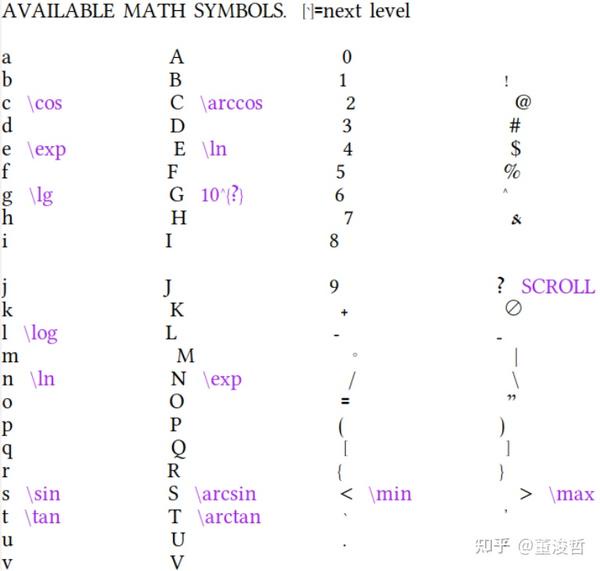 AVAILABLE MATH SYMBOLS. [`]=next level
a A 0
b B 1 !
c \cos C \arccos 2 @
d D 3 #
e \exp E \ln 4 $
f F 5 %
g \lg G 10^{?} 6 ^
h H 7 &
i I 8
j J 9 ? SCROLL
k K + ∅
l \log L - -
m M ° |
n \ln N \exp / \
o O = ”
p P ( )
q Q [ ]
r R { }
s \sin S \arcsin < \min > \max
t \tan T \arctan ` '
u U .
v V
知乎 @董浚哲